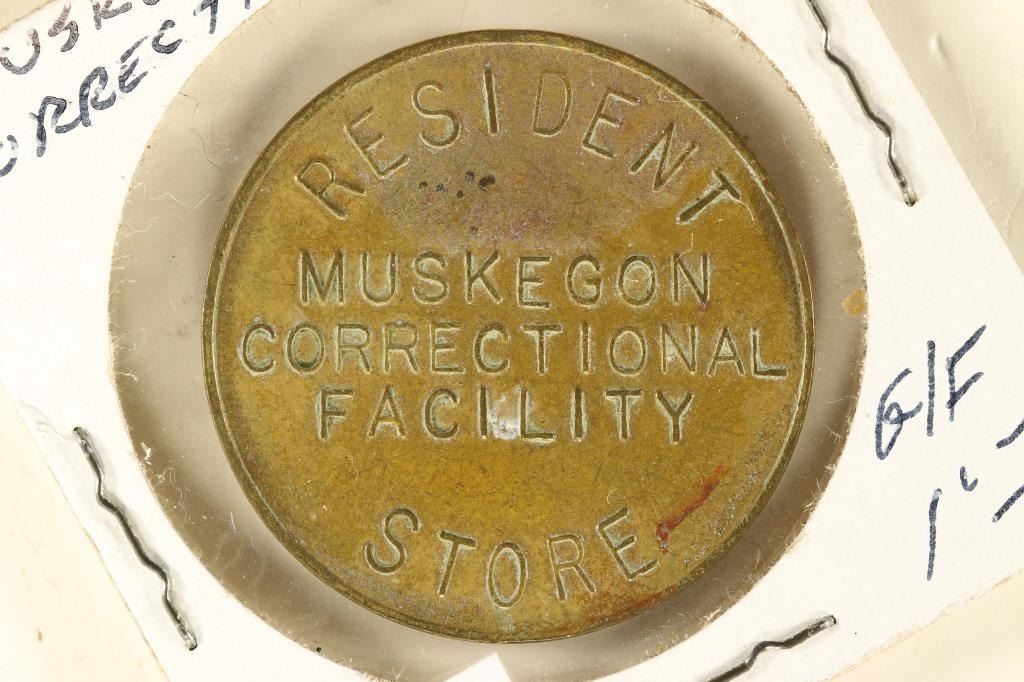 RESIDENT
MUSKEGON
CORRECTIONAL
FACILITY
STORE
G/F